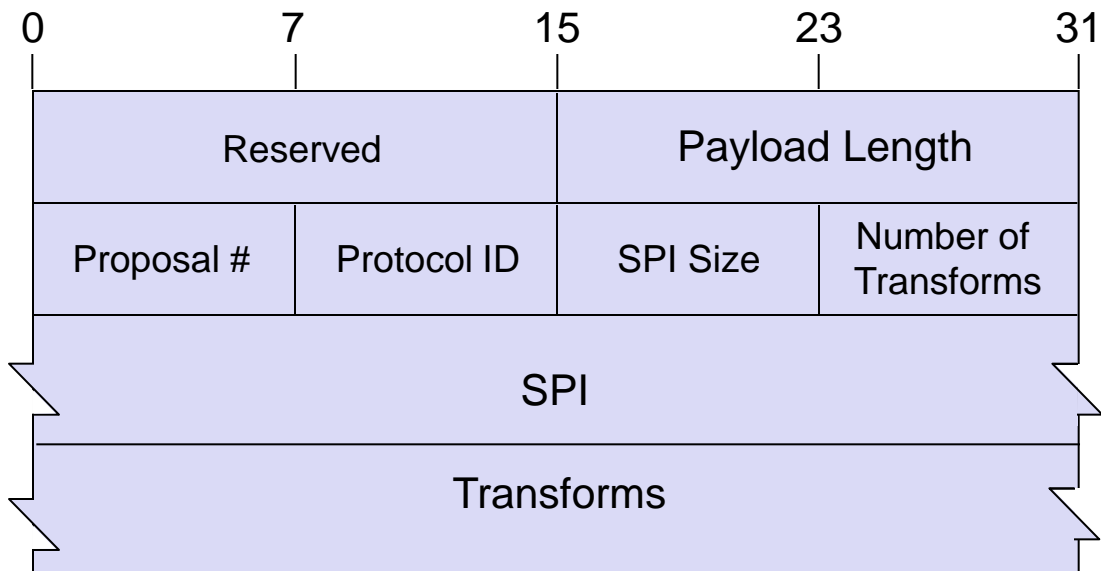 0 7 15 23 31
Reserved Payload Length
Proposal # Protocol ID SPI Size Number of
Transforms
SPI
Transforms